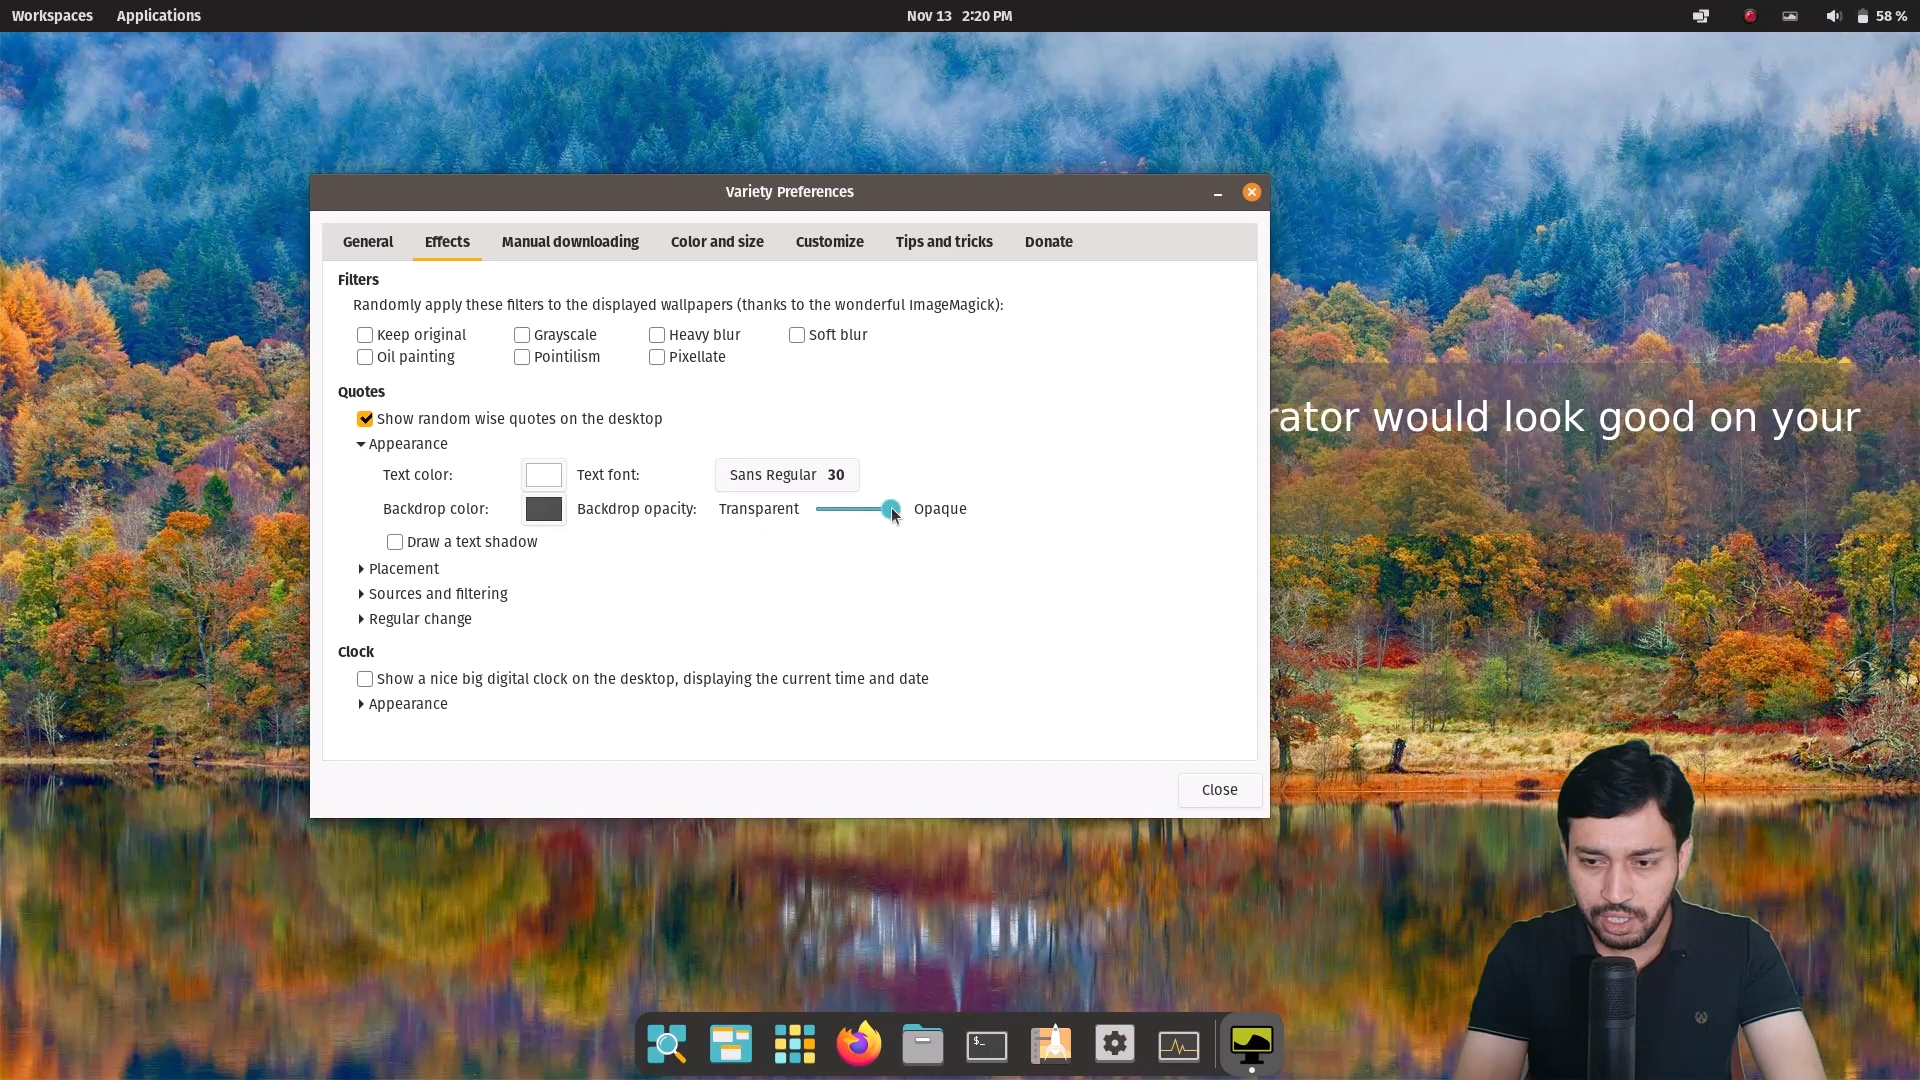 Workspaces Applications Nov 13 2:20 PM 58 %
Variety Preferences
General Effects Manual downloading Color and size Customize Tips and tricks Donate
Filters
Randomly apply these filters to the displayed wallpapers (thanks to the wonderful ImageMagick):
Keep original Grayscale Heavy blur Soft blur
Oil painting Pointilism Pixellate
Quotes
Show random wise quotes on the desktop
rator would look good on your
Appearance
Text color: Text font: Sans Regular 30
Backdrop color: Backdrop opacity: Transparent Opaque
Draw a text shadow
Placement
Sources and filtering
Regular change
Clock
Show a nice big digital clock on the desktop, displaying the current time and date
Appearance
Close
$_